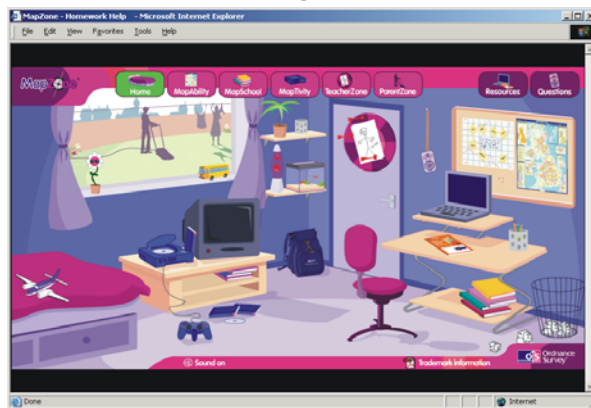 MapZone - Homework Help - Microsoft Internet Explorer
File Edit View Favorites Tools Help
MapZone
Home MapAbility MapSchool MapTivity TeacherZone ParentZone Resources Questions
Sound on Trademark information Ordnance Survey
Done Internet